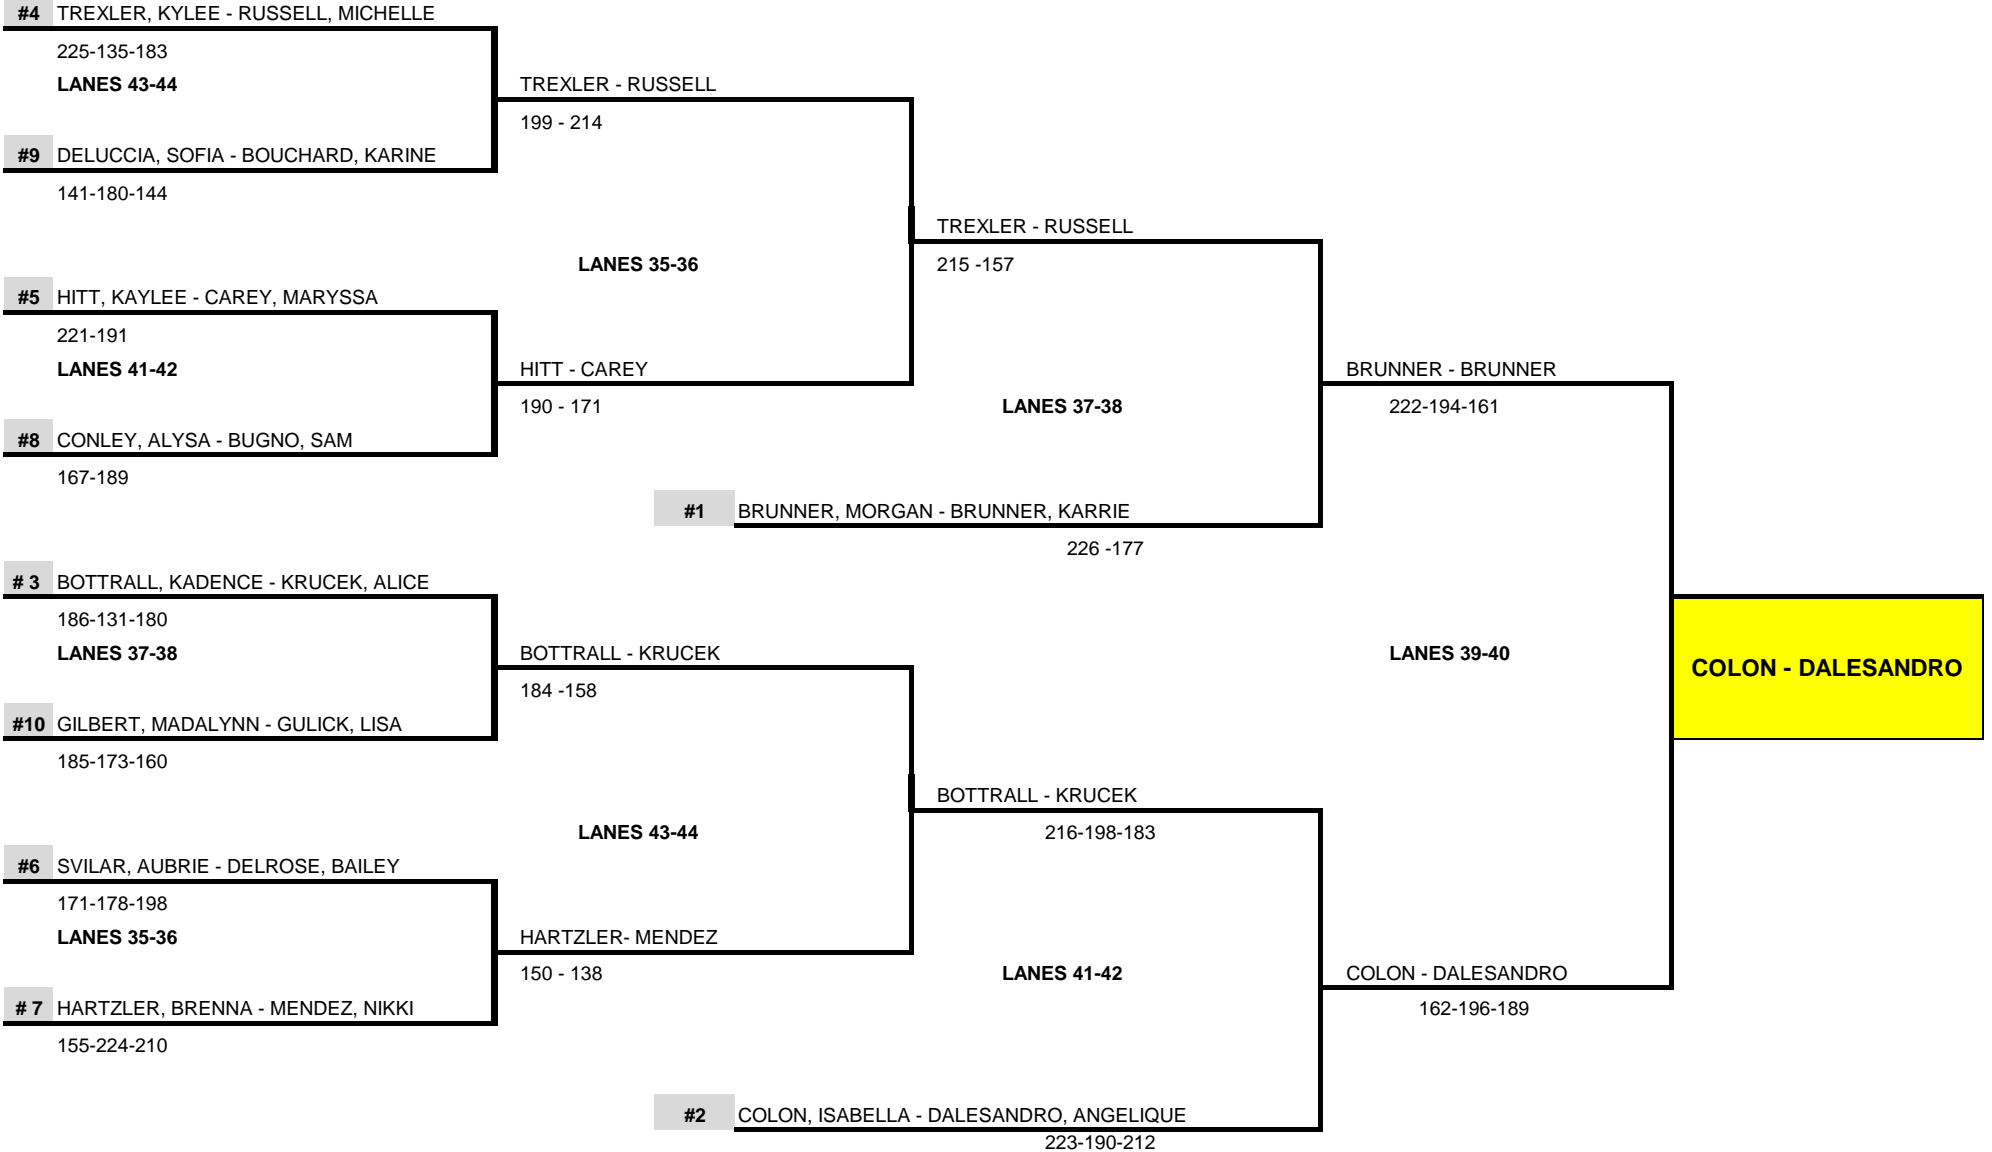 #4 TREXLER, KYLEE - RUSSELL, MICHELLE
225-135-183
LANES 43-44
TREXLER - RUSSELL
199 - 214
#9 DELUCCIA, SOFIA - BOUCHARD, KARINE
141-180-144
TREXLER - RUSSELL
LANES 35-36
215 -157
#5 HITT, KAYLEE - CAREY, MARYSSA
221-191
LANES 41-42
HITT - CAREY
BRUNNER - BRUNNER
190 - 171
LANES 37-38
222-194-161
#8 CONLEY, ALYSA - BUGNO, SAM
167-189
#1 BRUNNER, MORGAN - BRUNNER, KARRIE
226 -177
# 3 BOTTRALL, KADENCE - KRUCEK, ALICE
186-131-180
LANES 37-38
BOTTRALL - KRUCEK
LANES 39-40
COLON - DALESANDRO
184 -158
#10 GILBERT, MADALYNN - GULICK, LISA
185-173-160
BOTTRALL - KRUCEK
LANES 43-44
216-198-183
#6 SVILAR, AUBRIE - DELROSE, BAILEY
171-178-198
LANES 35-36
HARTZLER- MENDEZ
150 - 138
LANES 41-42
COLON - DALESANDRO
162-196-189
# 7 HARTZLER, BRENNA - MENDEZ, NIKKI
155-224-210
#2 COLON, ISABELLA - DALESANDRO, ANGELIQUE
223-190-212